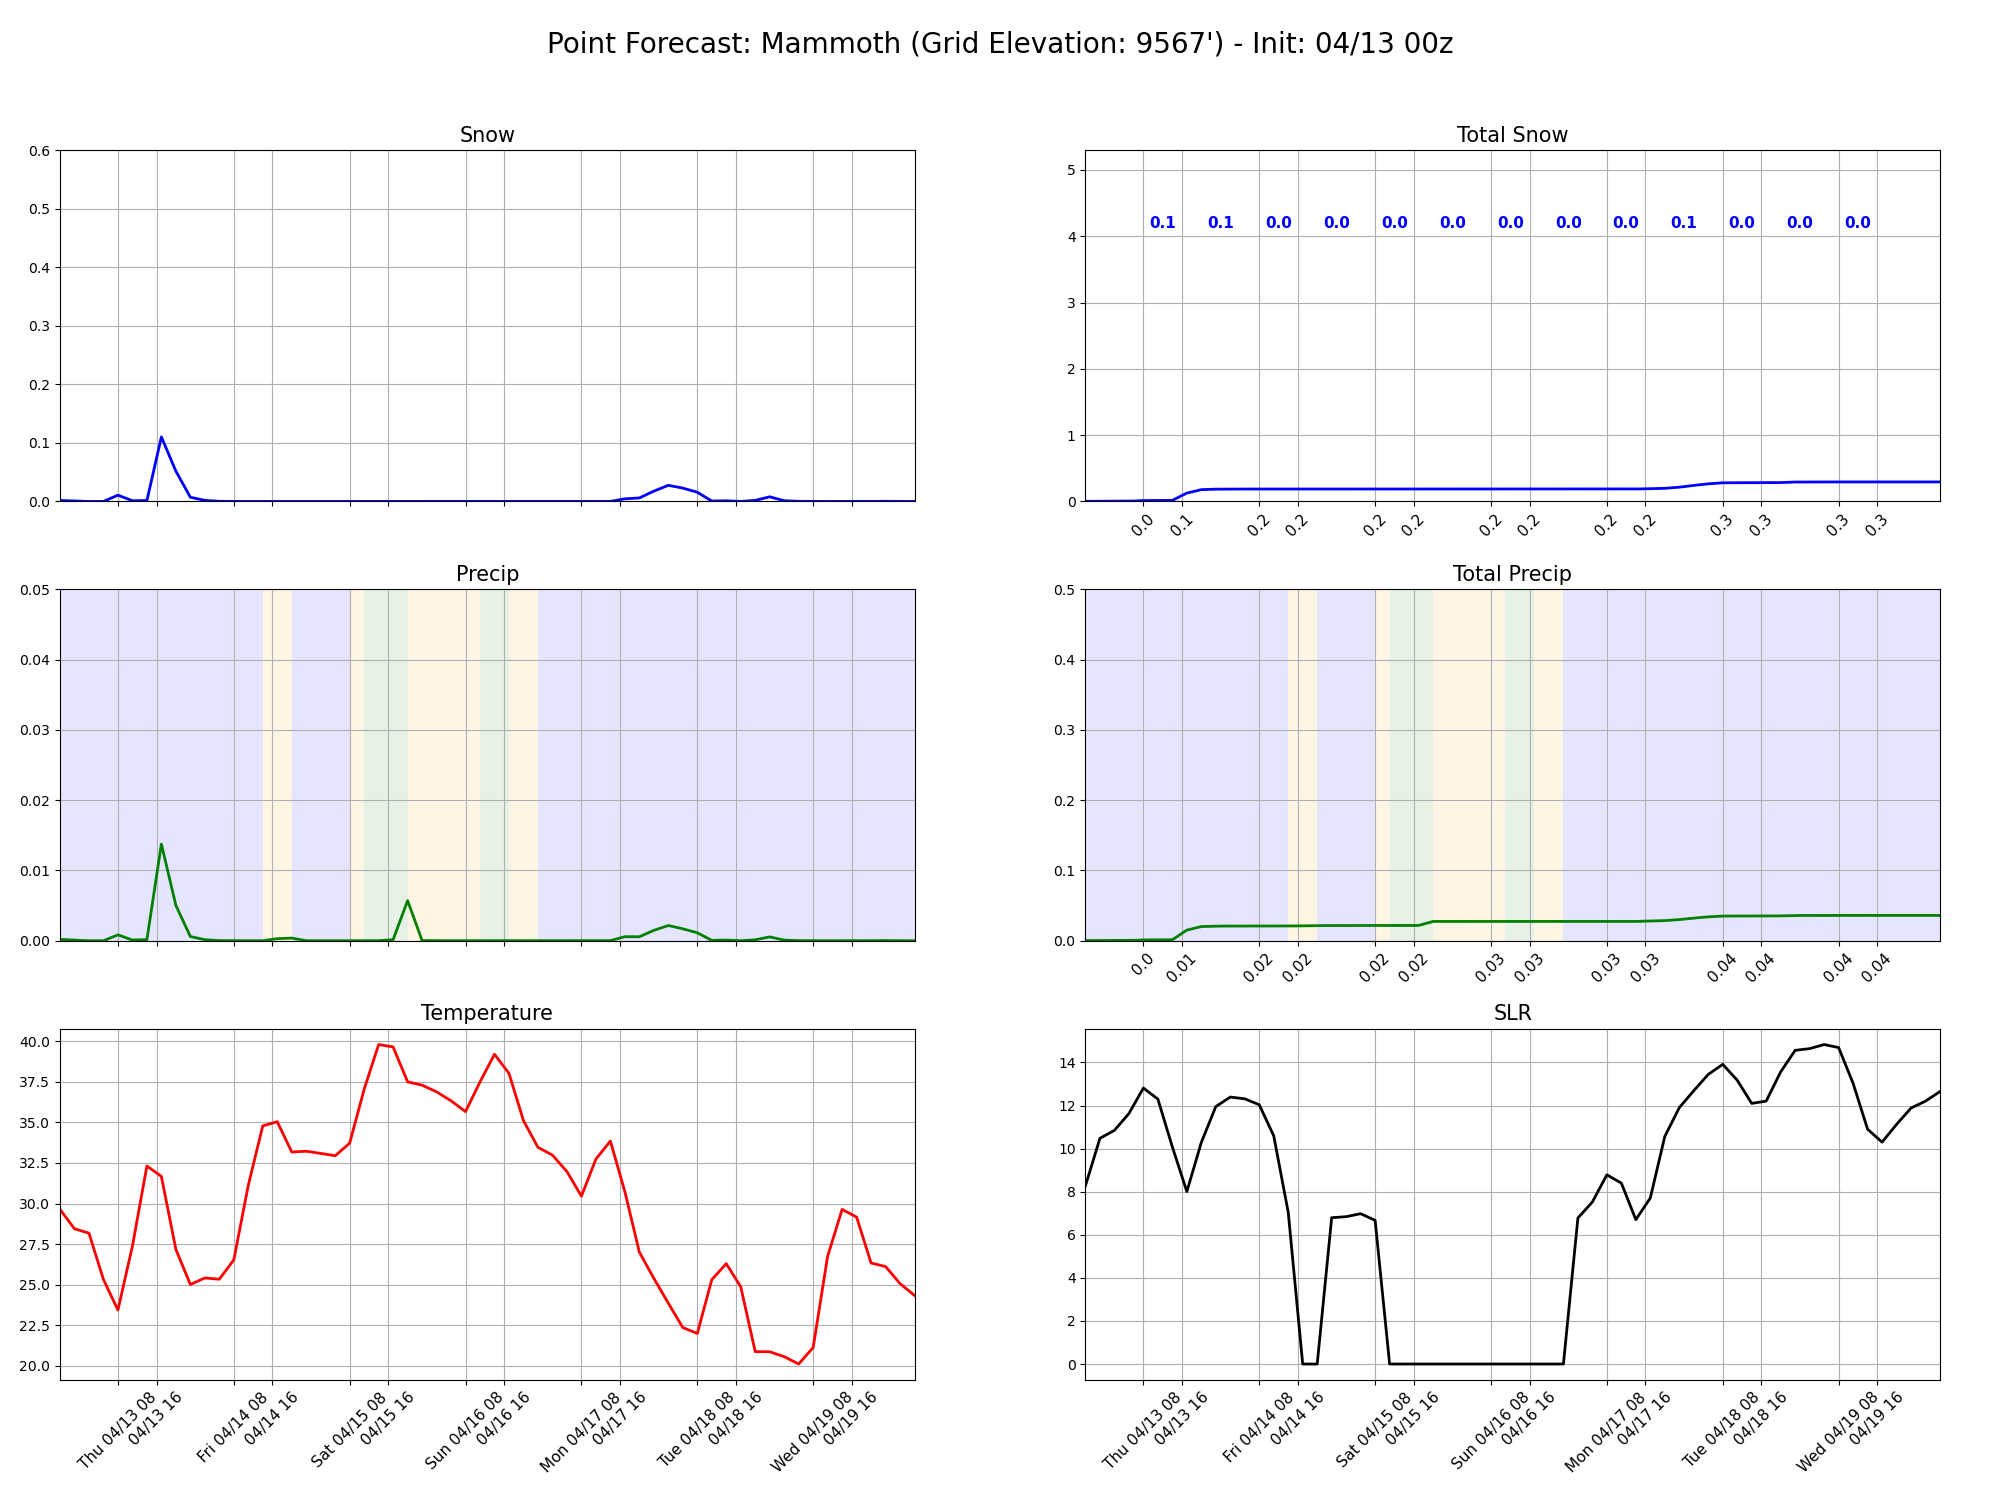 Point Forecast: Mammoth (Grid Elevation: 9567') - Init: 04/13 00z
Snow
0.6
0.5
0.4
0.3
0.2
0.1
0.0
Total Snow
5
4
3
2
1
0
0.1 0.1 0.0 0.0 0.0 0.0 0.0 0.0 0.0 0.1 0.0 0.0 0.0
0.0 0.1 0.2 0.2 0.2 0.2 0.2 0.2 0.2 0.2 0.3 0.3 0.3 0.3
Precip
0.05
0.04
0.03
0.02
0.01
0.00
Total Precip
0.5
0.4
0.3
0.2
0.1
0.0
0.0 0.01 0.02 0.02 0.02 0.02 0.03 0.03 0.03 0.03 0.04 0.04 0.04 0.04
Temperature
40.0
37.5
35.0
32.5
30.0
27.5
25.0
22.5
20.0
Thu 04/13 08
04/13 16
Fri 04/14 08
04/14 16
Sat 04/15 08
04/15 16
Sun 04/16 08
04/16 16
Mon 04/17 08
04/17 16
Tue 04/18 08
04/18 16
Wed 04/19 08
04/19 16
SLR
14
12
10
8
6
4
2
0
Thu 04/13 08
04/13 16
Fri 04/14 08
04/14 16
Sat 04/15 08
04/15 16
Sun 04/16 08
04/16 16
Mon 04/17 08
04/17 16
Tue 04/18 08
04/18 16
Wed 04/19 08
04/19 16